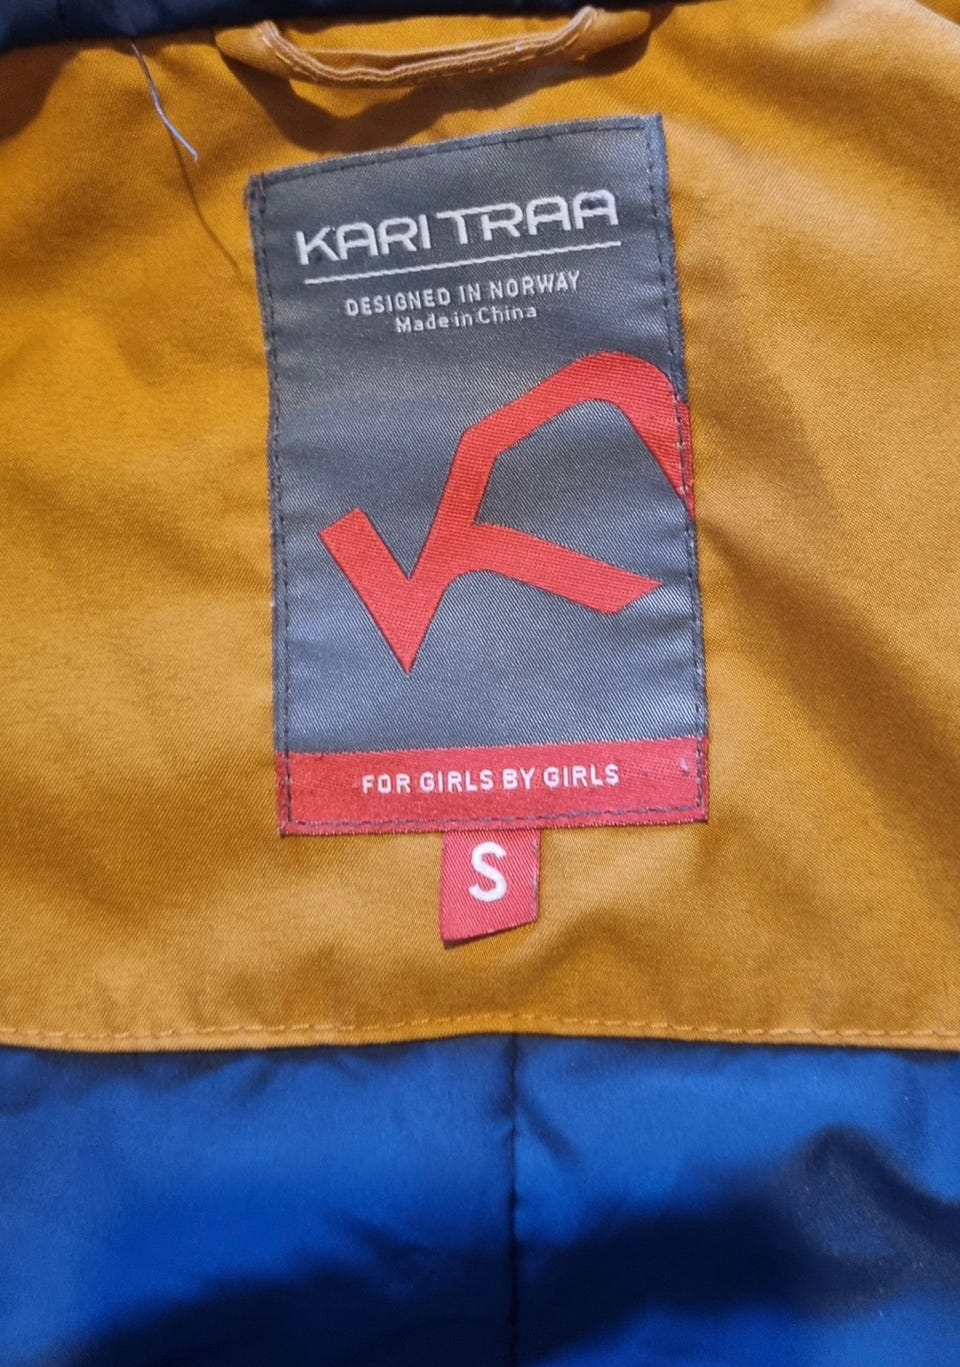 KARI TRAA
DESIGNED IN NORWAY
Made in China
FOR GIRLS BY GIRLS
S